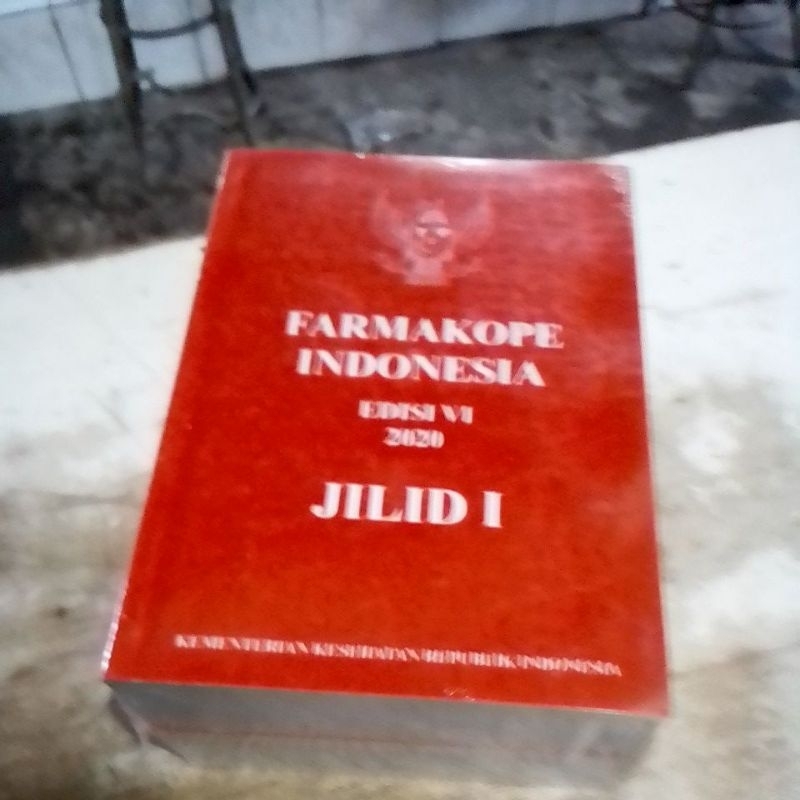 FARMAKOPE
INDONESIA
EDISI VI
2020
JILID I
KEMENTERIAN KESEHATAN REPUBLIK INDONESIA